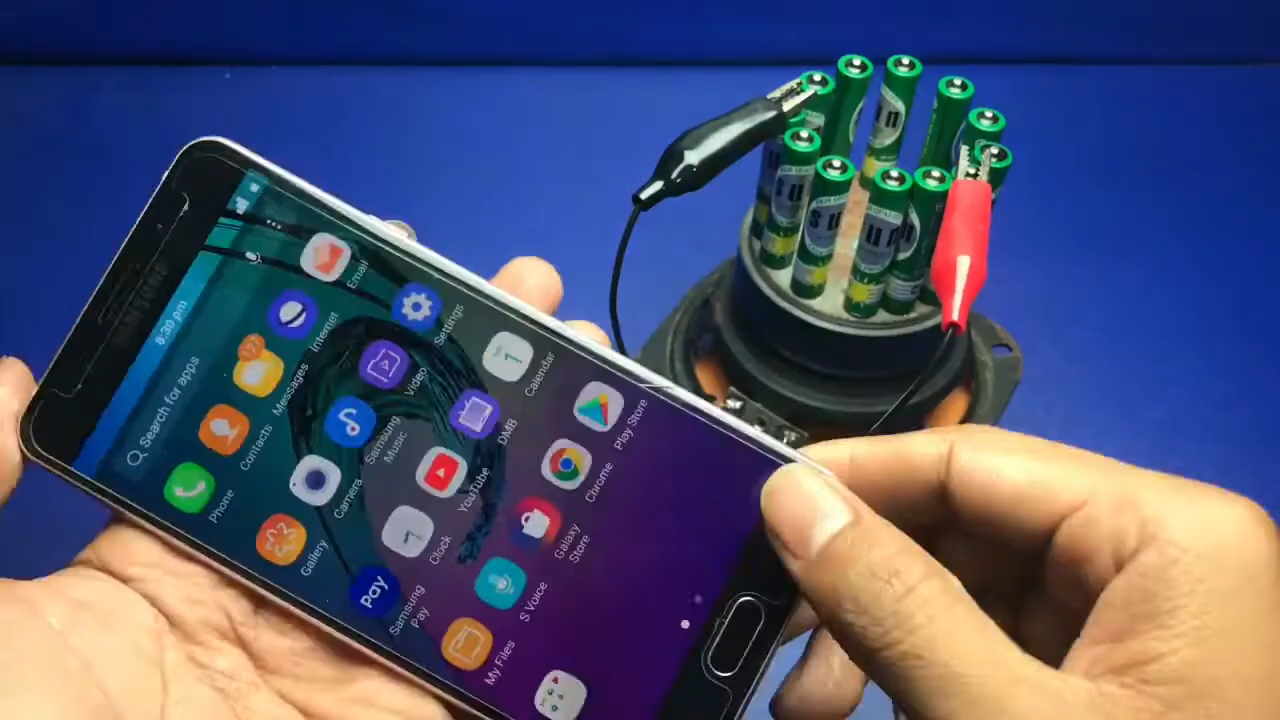 8:30 pm
Search for apps
Phone
Contacts
Messages
Internet
Email
Gallery
Camera
Samsung
Music
Video
Settings
pay
Samsung
Pay
Clock
YouTube
DMB
Calendar
My Files
S Voice
Galaxy
Store
Chrome
Play Store
sun